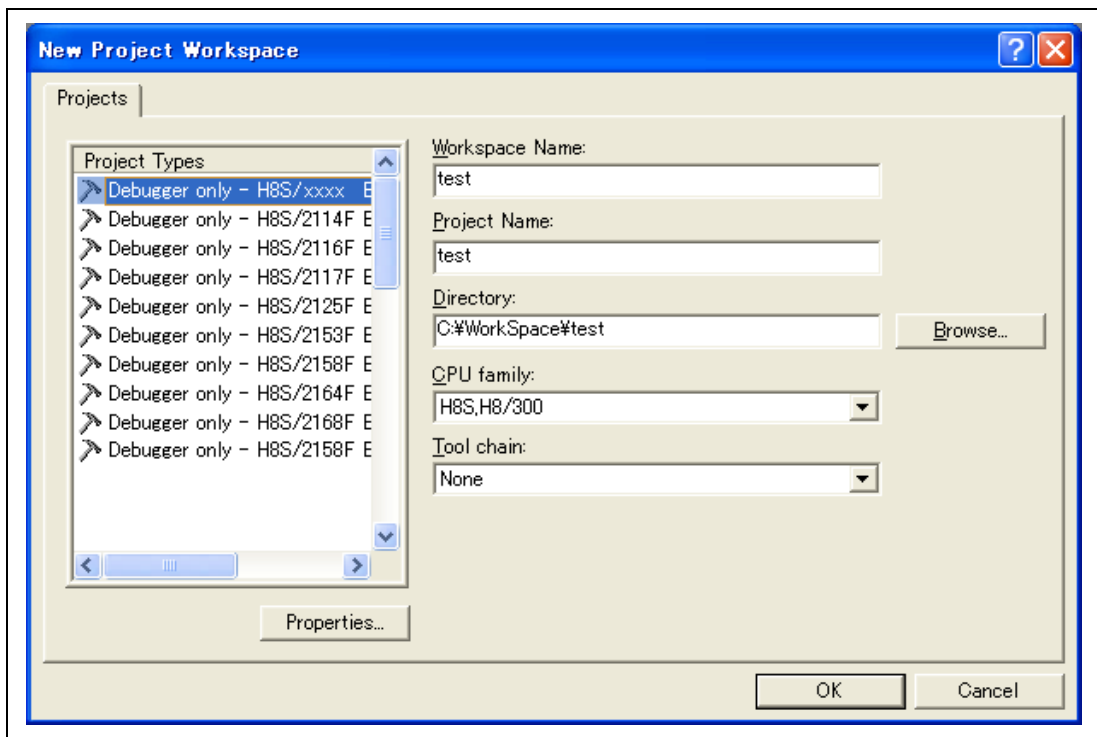 New Project Workspace
Projects
Project Types
Debugger only - H8S/xxxx E
Debugger only - H8S/2114F E
Debugger only - H8S/2116F E
Debugger only - H8S/2117F E
Debugger only - H8S/2125F E
Debugger only - H8S/2153F E
Debugger only - H8S/2158F E
Debugger only - H8S/2164F E
Debugger only - H8S/2168F E
Debugger only - H8S/2158F E
Properties...
Workspace Name:
test
Project Name:
test
Directory:
C:¥WorkSpace¥test
Browse...
CPU family:
H8S,H8/300
Tool chain:
None
OK
Cancel